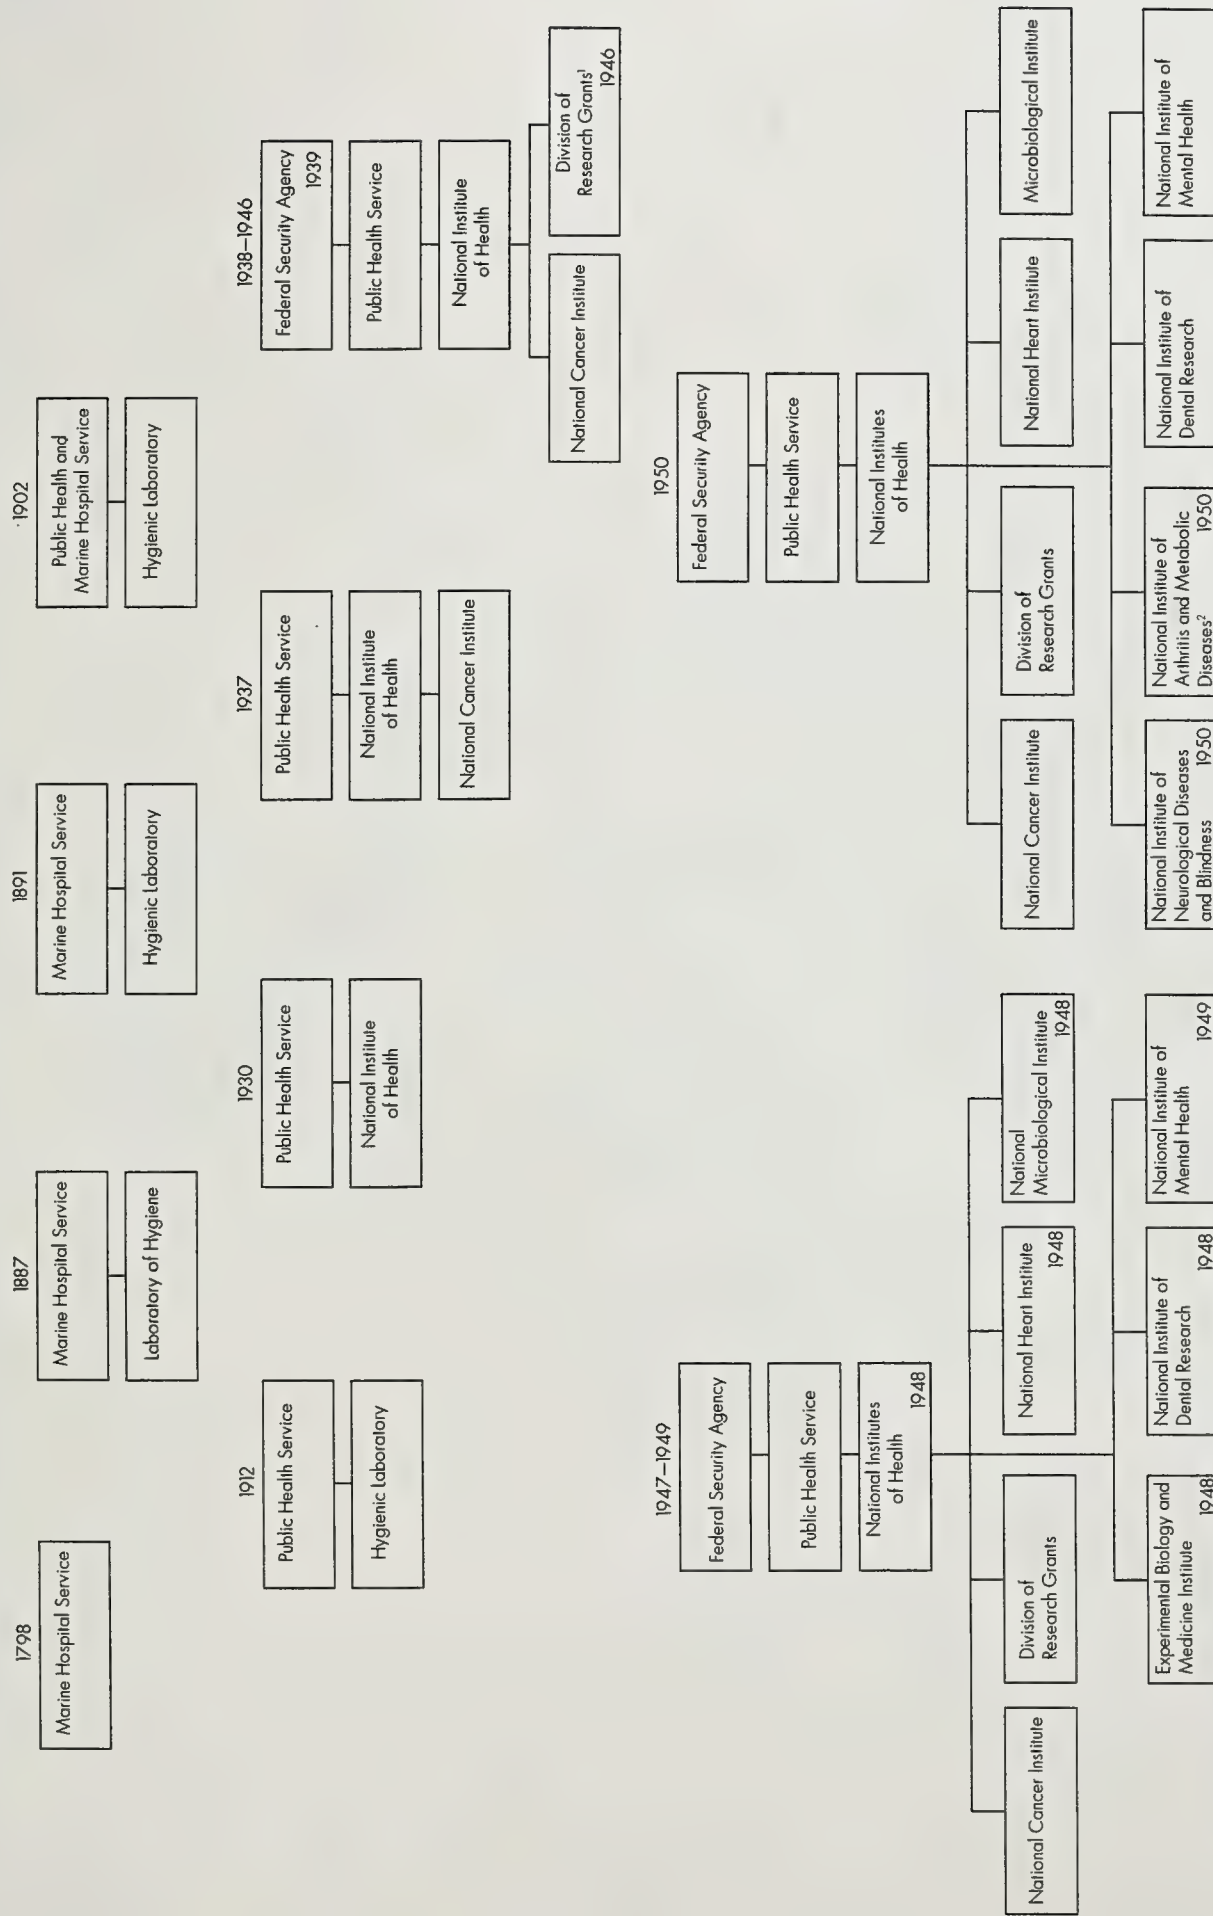 1798
Marine Hospital Service
1887
Marine Hospital Service
Laboratory of Hygiene
1891
Marine Hospital Service
Hygienic Laboratory
1902
Public Health and
Marine Hospital Service
Hygienic Laboratory
1912
Public Health Service
Hygienic Laboratory
1930
Public Health Service
National Institute
of Health
1937
Public Health Service
National Institute
of Health
National Cancer Institute
1938–1946
Federal Security Agency
1939
Public Health Service
National Institute
of Health
National Cancer Institute
Division of
Research Grants¹
1946
1947–1949
Federal Security Agency
Public Health Service
National Institutes
of Health
1948
National Cancer Institute
Division of
Research Grants
National Heart Institute
1948
National
Microbiological Institute
1948
Experimental Biology and
Medicine Institute
1948
National Institute of
Dental Research
1948
National Institute of
Mental Health
1949
1950
Federal Security Agency
Public Health Service
National Institutes
of Health
National Cancer Institute
Division of
Research Grants
National Heart Institute
Microbiological Institute
National Institute of
Neurological Diseases
and Blindness 1950
National Institute of
Arthritis and Metabolic
Diseases² 1950
National Institute of
Dental Research
National Institute of
Mental Health